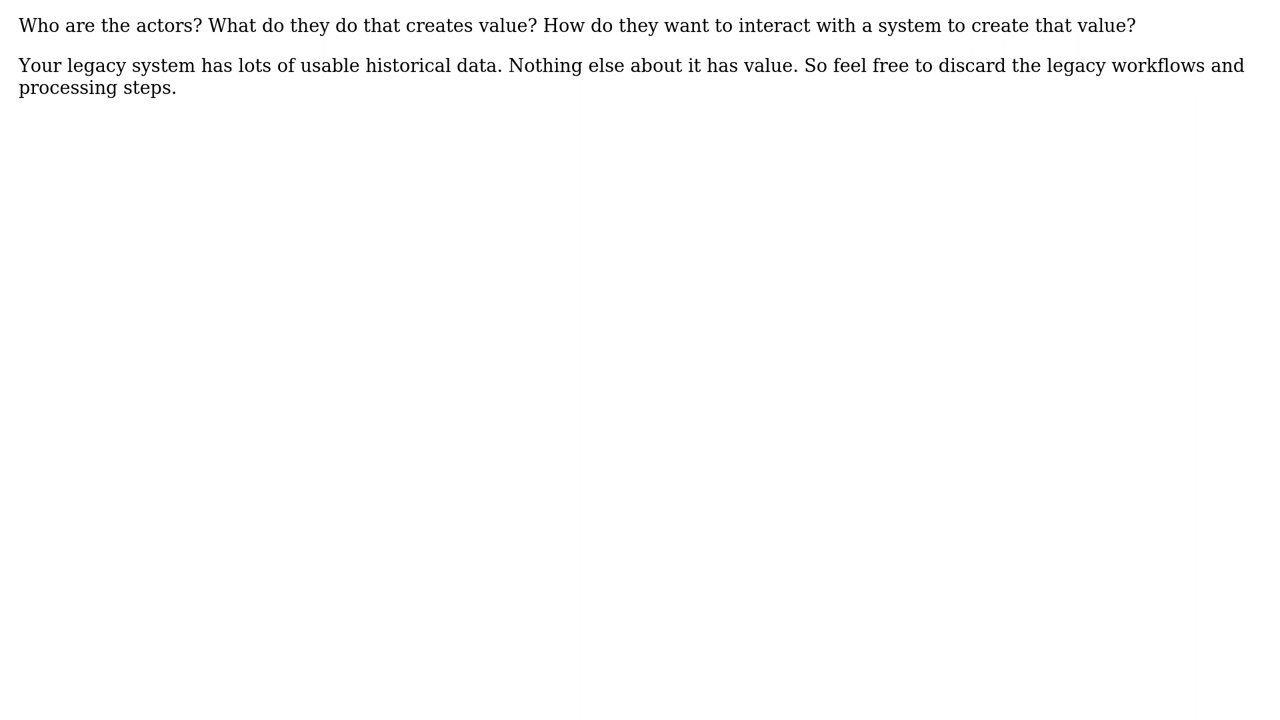 Who are the actors? What do they do that creates value? How do they want to interact with a system to create that value?
Your legacy system has lots of usable historical data. Nothing else about it has value. So feel free to discard the legacy workflows and
processing steps.